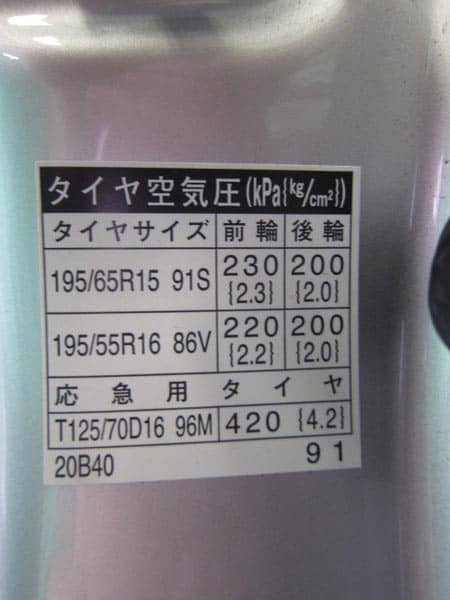 タイヤ空気圧(kPa{kg/cm²})
タイヤサイズ 前輪 後輪
195/65R15 91S 230 {2.3} 200 {2.0}
195/55R16 86V 220 {2.2} 200 {2.0}
応急用タイヤ
T125/70D16 96M 420 {4.2}
20B40 91